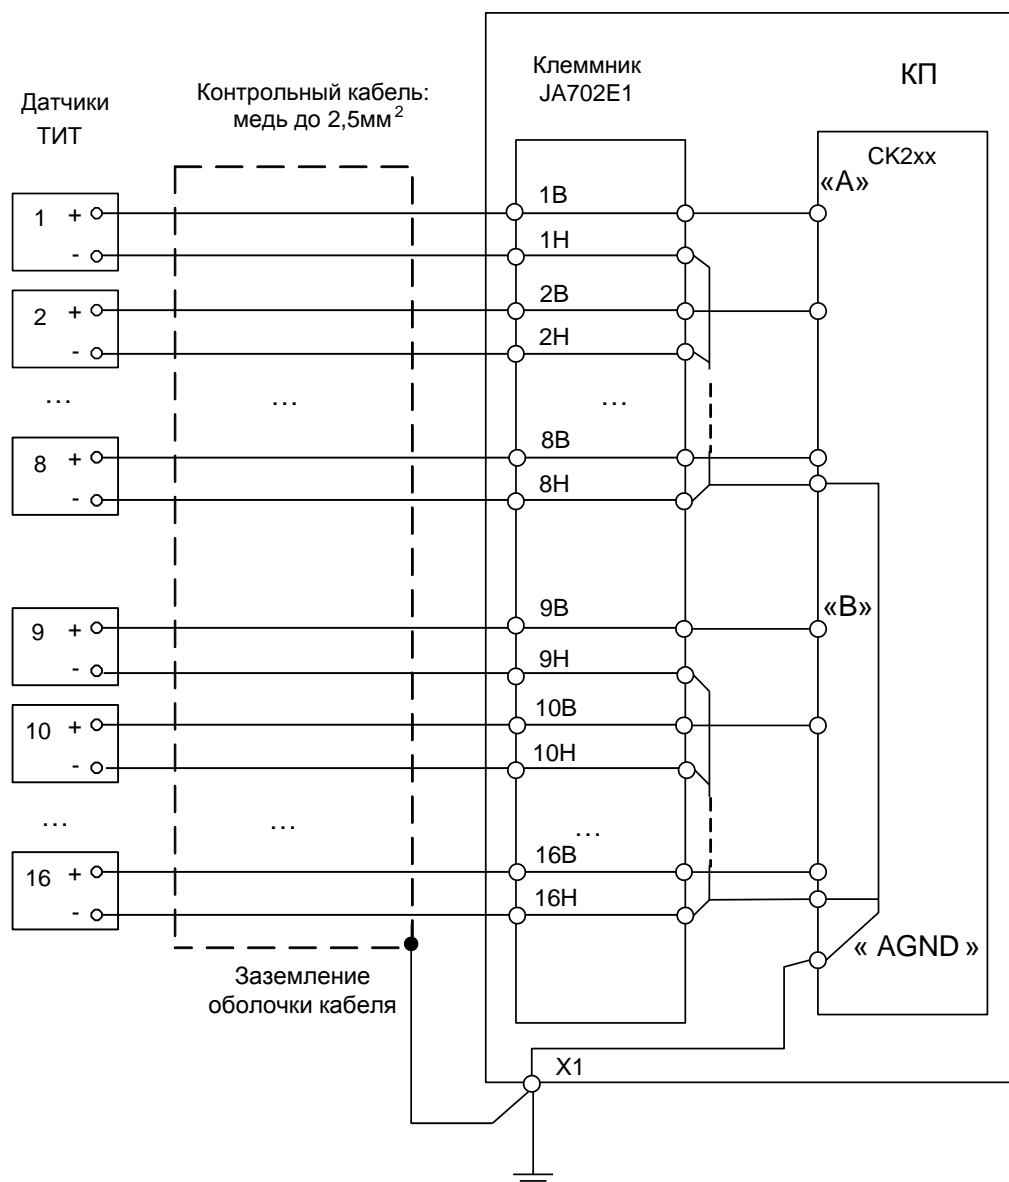 Датчики
ТИТ
Контрольный кабель:
медь до 2,5мм²
Клеммник
JA702E1
КП
CK2xx
«А»
1 + 1В
- 1Н
2 + 2В
- 2Н
... ... ...
8 + 8В
- 8Н
«В»
9 + 9В
- 9Н
10 + 10В
- 10Н
... ... ...
16 + 16В
- 16Н
« AGND »
Заземление
оболочки кабеля
X1